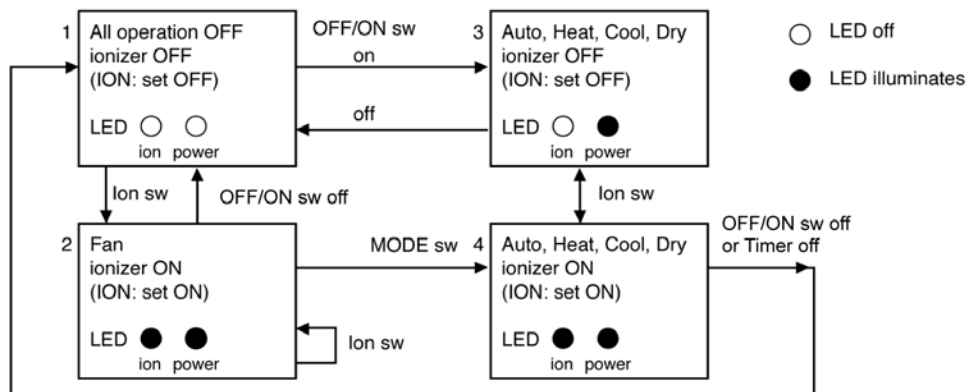 1
All operation OFF
ionizer OFF
(ION: set OFF)
LED
ion power
OFF/ON sw
on
off
3
Auto, Heat, Cool, Dry
ionizer OFF
(ION: set OFF)
LED
ion power
LED off
LED illuminates
Ion sw
OFF/ON sw off
Ion sw
2
Fan
ionizer ON
(ION: set ON)
LED
ion power
MODE sw
Ion sw
4
Auto, Heat, Cool, Dry
ionizer ON
(ION: set ON)
LED
ion power
OFF/ON sw off
or Timer off